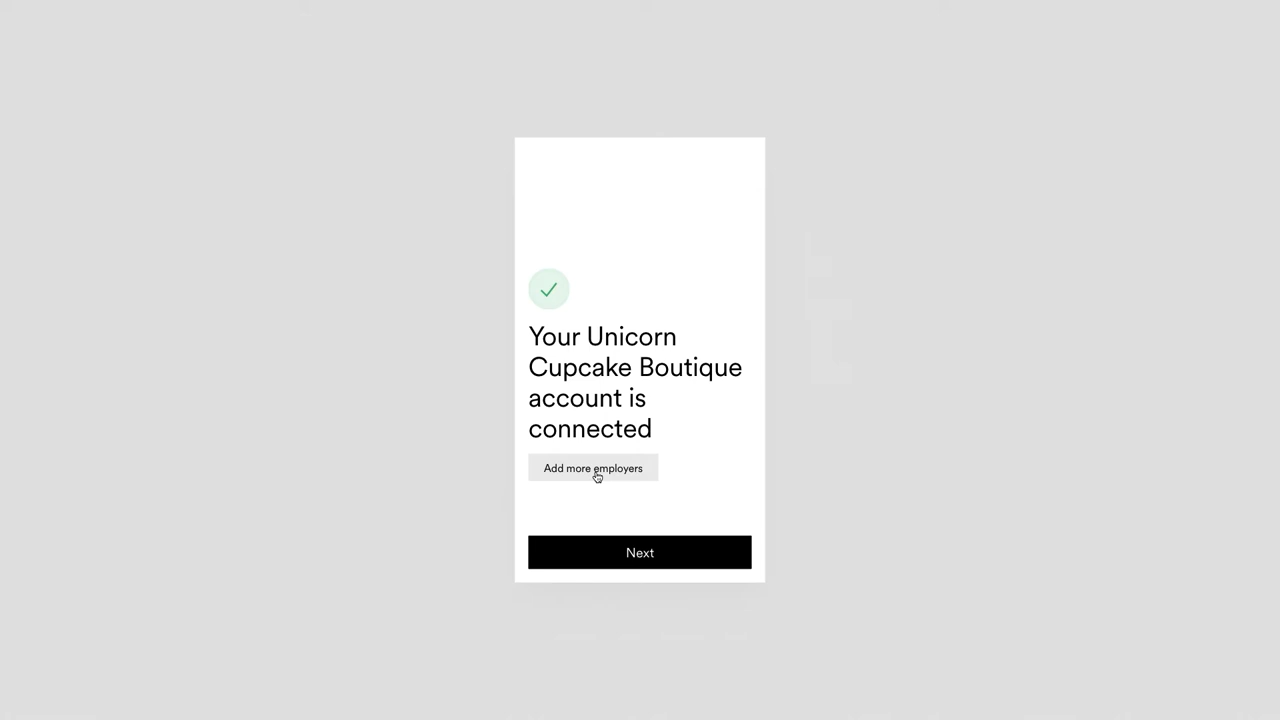 Your Unicorn
Cupcake Boutique
account is
connected
Add more employers
Next